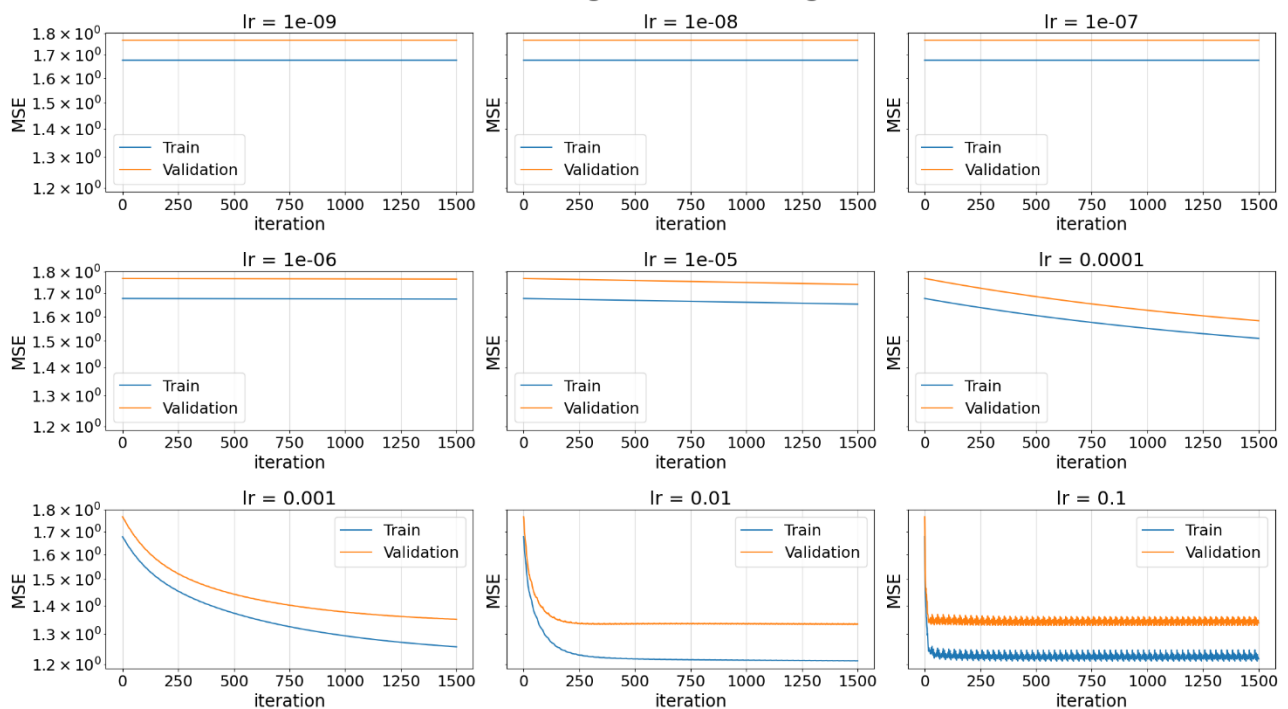 lr = 1e-09
lr = 1e-08
lr = 1e-07
1.8 × 10⁰
1.7 × 10⁰
1.6 × 10⁰
1.5 × 10⁰
1.4 × 10⁰
1.3 × 10⁰
1.2 × 10⁰
MSE
MSE
MSE
Train
Validation
Train
Validation
Train
Validation
0 250 500 750 1000 1250 1500
0 250 500 750 1000 1250 1500
0 250 500 750 1000 1250 1500
iteration
iteration
iteration
lr = 1e-06
lr = 1e-05
lr = 0.0001
1.8 × 10⁰
1.7 × 10⁰
1.6 × 10⁰
1.5 × 10⁰
1.4 × 10⁰
1.3 × 10⁰
1.2 × 10⁰
MSE
MSE
MSE
Train
Validation
Train
Validation
Train
Validation
0 250 500 750 1000 1250 1500
0 250 500 750 1000 1250 1500
0 250 500 750 1000 1250 1500
iteration
iteration
iteration
lr = 0.001
lr = 0.01
lr = 0.1
1.8 × 10⁰
1.7 × 10⁰
1.6 × 10⁰
1.5 × 10⁰
1.4 × 10⁰
1.3 × 10⁰
1.2 × 10⁰
MSE
MSE
MSE
Train
Validation
Train
Validation
Train
Validation
0 250 500 750 1000 1250 1500
0 250 500 750 1000 1250 1500
0 250 500 750 1000 1250 1500
iteration
iteration
iteration